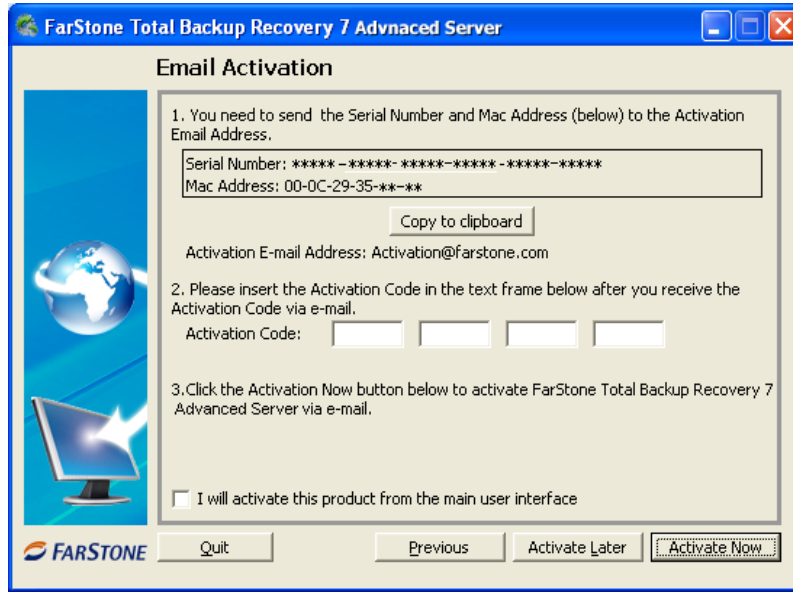 FarStone Total Backup Recovery 7 Advnaced Server
Email Activation
1. You need to send the Serial Number and Mac Address (below) to the Activation
Email Address.
Serial Number: *****-*****-*****-*****-*****-*****
Mac Address: 00-0C-29-35-**-**
Copy to clipboard
Activation E-mail Address: Activation@farstone.com
2. Please insert the Activation Code in the text frame below after you receive the
Activation Code via e-mail.
Activation Code:
3.Click the Activation Now button below to activate FarStone Total Backup Recovery 7
Advanced Server via e-mail.
I will activate this product from the main user interface
FARSTONE
Quit
Previous
Activate Later
Activate Now